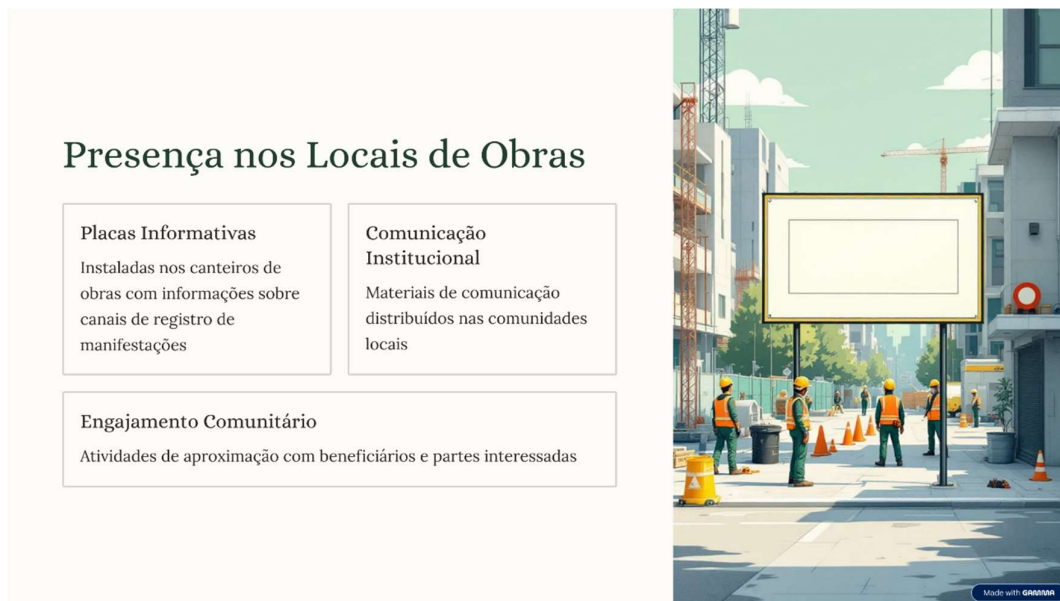 Presença nos Locais de Obras
Placas Informativas
Instaladas nos canteiros de
obras com informações sobre
canais de registro de
manifestações
Comunicação
Institucional
Materiais de comunicação
distribuídos nas comunidades
locais
Engajamento Comunitário
Atividades de aproximação com beneficiários e partes interessadas
Made with GAMMA